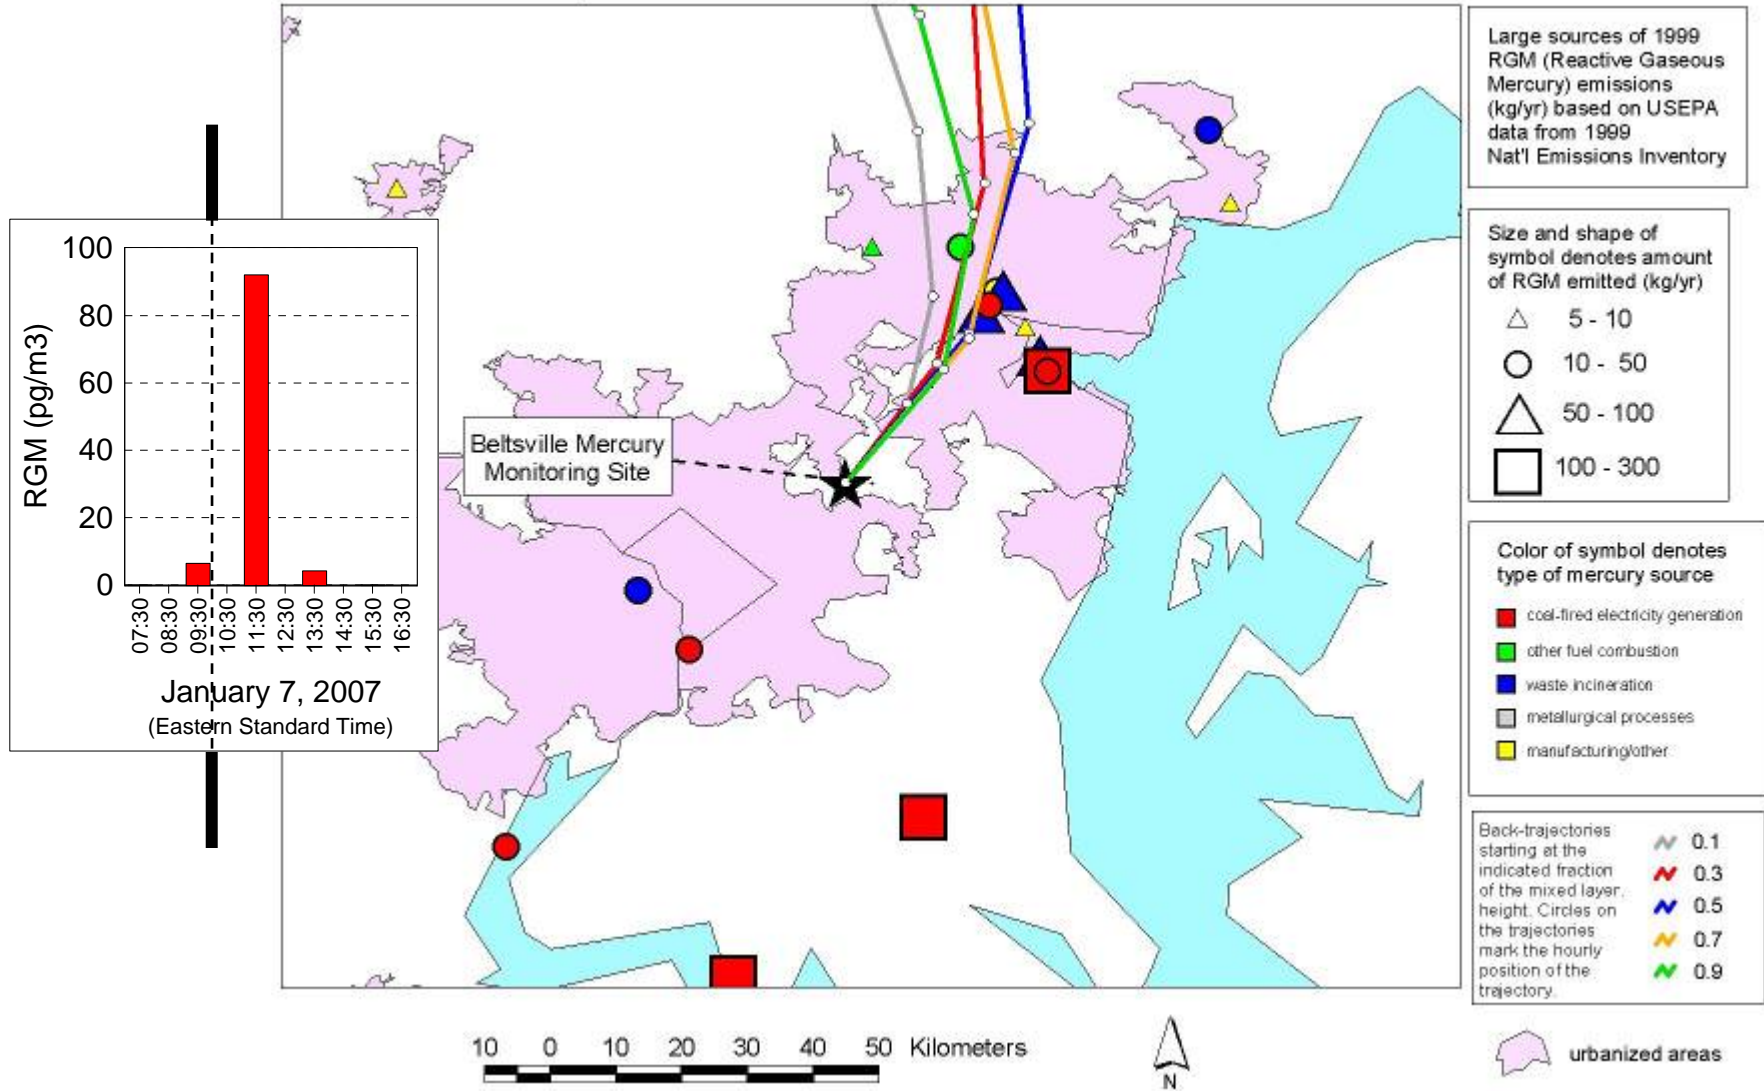 Large sources of 1999
RGM (Reactive Gaseous
Mercury) emissions
(kg/yr) based on USEPA
data from 1999
Nat'l Emissions Inventory
Size and shape of
symbol denotes amount
of RGM emitted (kg/yr)
5 - 10
10 - 50
50 - 100
100 - 300
Color of symbol denotes
type of mercury source
coal-fired electricity generation
other fuel combustion
waste incineration
metallurgical processes
manufacturing/other
Back-trajectories
starting at the
indicated fraction
of the mixed layer.
height. Circles on
the trajectories
mark the hourly
position of the
trajectory.
0.1
0.3
0.5
0.7
0.9
urbanized areas
Beltsville Mercury
Monitoring Site
RGM (pg/m3)
100
80
60
40
20
0
07:30
08:30
09:30
10:30
11:30
12:30
13:30
14:30
15:30
16:30
January 7, 2007
(Eastern Standard Time)
10 0 10 20 30 40 50 Kilometers
N